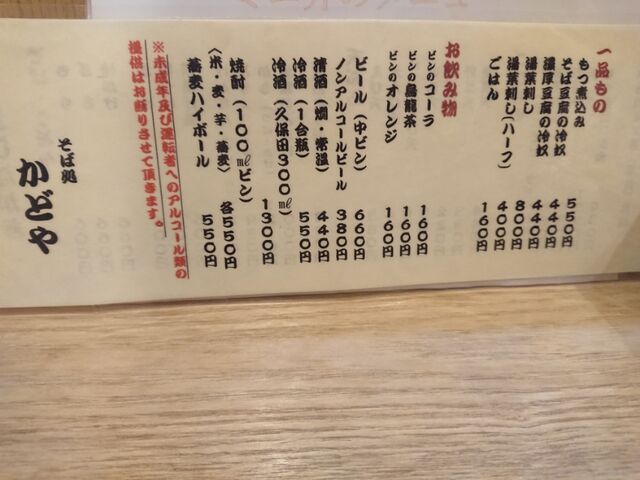 一品もの
もつ煮込み 550円
そば豆腐の冷奴 440円
濃厚豆腐の冷奴 440円
湯葉刺し 800円
湯葉刺し(ハーフ) 400円
ごはん 160円
お飲み物
ビンのコーラ 160円
ビンの烏龍茶 160円
ビンのオレンジ 160円
ビール(中ビン) 660円
ノンアルコールビール 380円
清酒(燗・常温) 440円
冷酒(1合瓶) 550円
冷酒(久保田300㎖)
1300円
焼酎(100㎖ビン) 各550円
(米・麦・芋・蕎麦)
蕎麦ハイボール 550円
※未成年及び運転者へのアルコール類の
提供はお断りさせて頂きます。
そば処
かどや